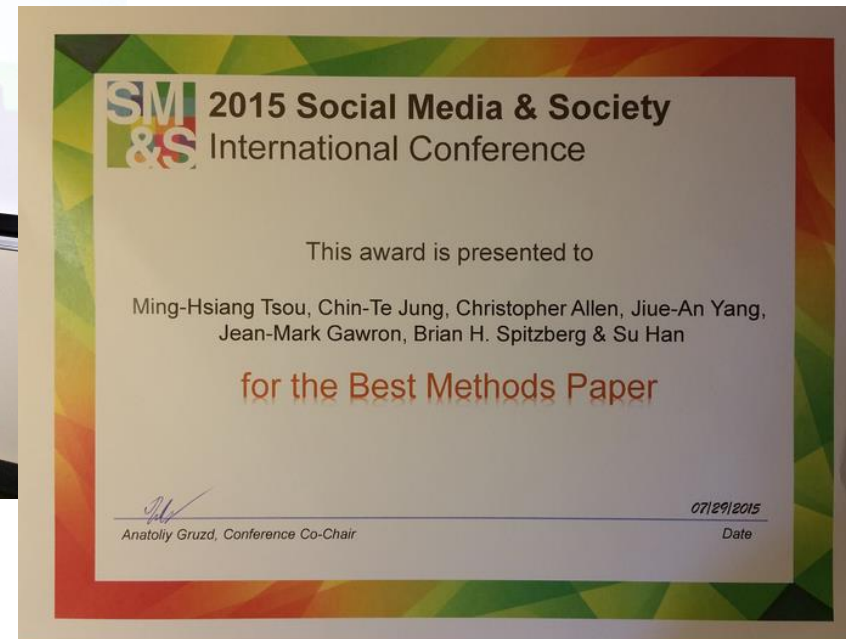 SM
&S
2015 Social Media & Society
International Conference
This award is presented to
Ming-Hsiang Tsou, Chin-Te Jung, Christopher Allen, Jiue-An Yang,
Jean-Mark Gawron, Brian H. Spitzberg & Su Han
for the Best Methods Paper
07/29/2015
Anatoliy Gruzd, Conference Co-Chair
Date